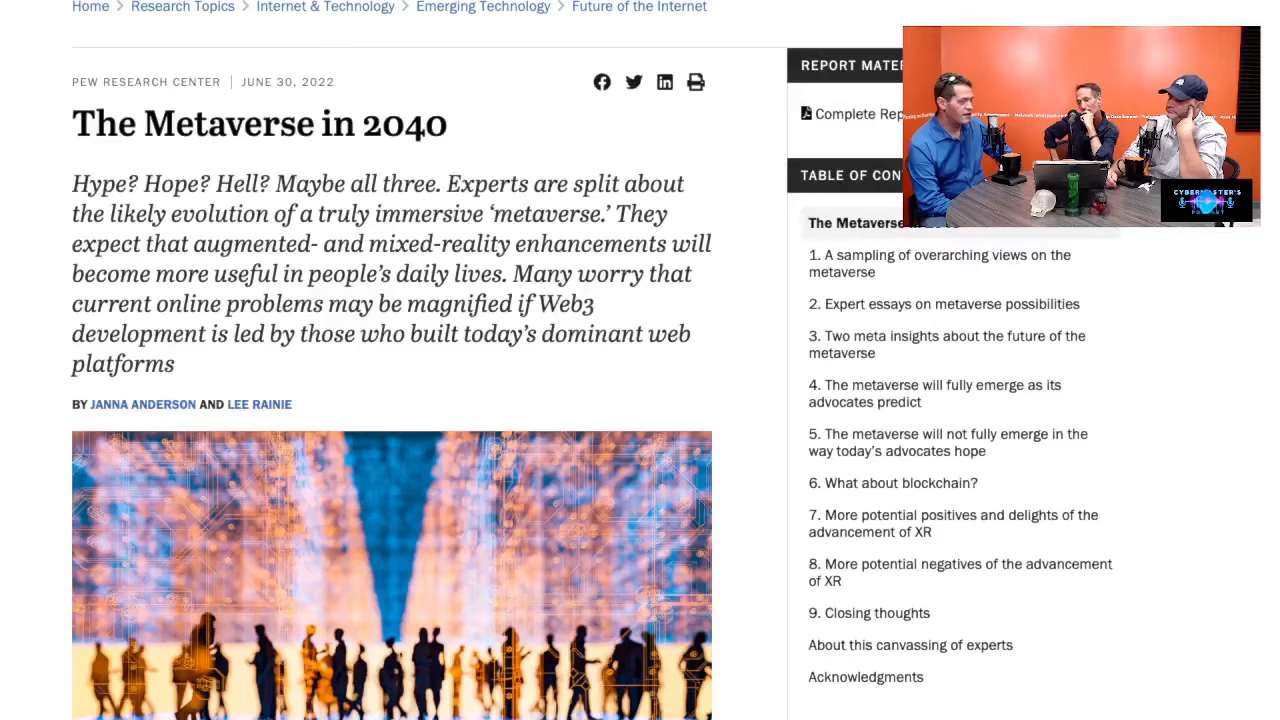 Home > Research Topics > Internet & Technology > Emerging Technology > Future of the Internet
PEW RESEARCH CENTER | JUNE 30, 2022
The Metaverse in 2040
Hype? Hope? Hell? Maybe all three. Experts are split about
the likely evolution of a truly immersive ‘metaverse.’ They
expect that augmented- and mixed-reality enhancements will
become more useful in people’s daily lives. Many worry that
current online problems may be magnified if Web3
development is led by those who built today’s dominant web
platforms
BY JANNA ANDERSON AND LEE RAINIE
REPORT MATER
Complete Rep
TABLE OF CON
The Metaverse
1. A sampling of overarching views on the
metaverse
2. Expert essays on metaverse possibilities
3. Two meta insights about the future of the
metaverse
4. The metaverse will fully emerge as its
advocates predict
5. The metaverse will not fully emerge in the
way today’s advocates hope
6. What about blockchain?
7. More potential positives and delights of the
advancement of XR
8. More potential negatives of the advancement
of XR
9. Closing thoughts
About this canvassing of experts
Acknowledgments
CYBERMASTER'S
PODCAST